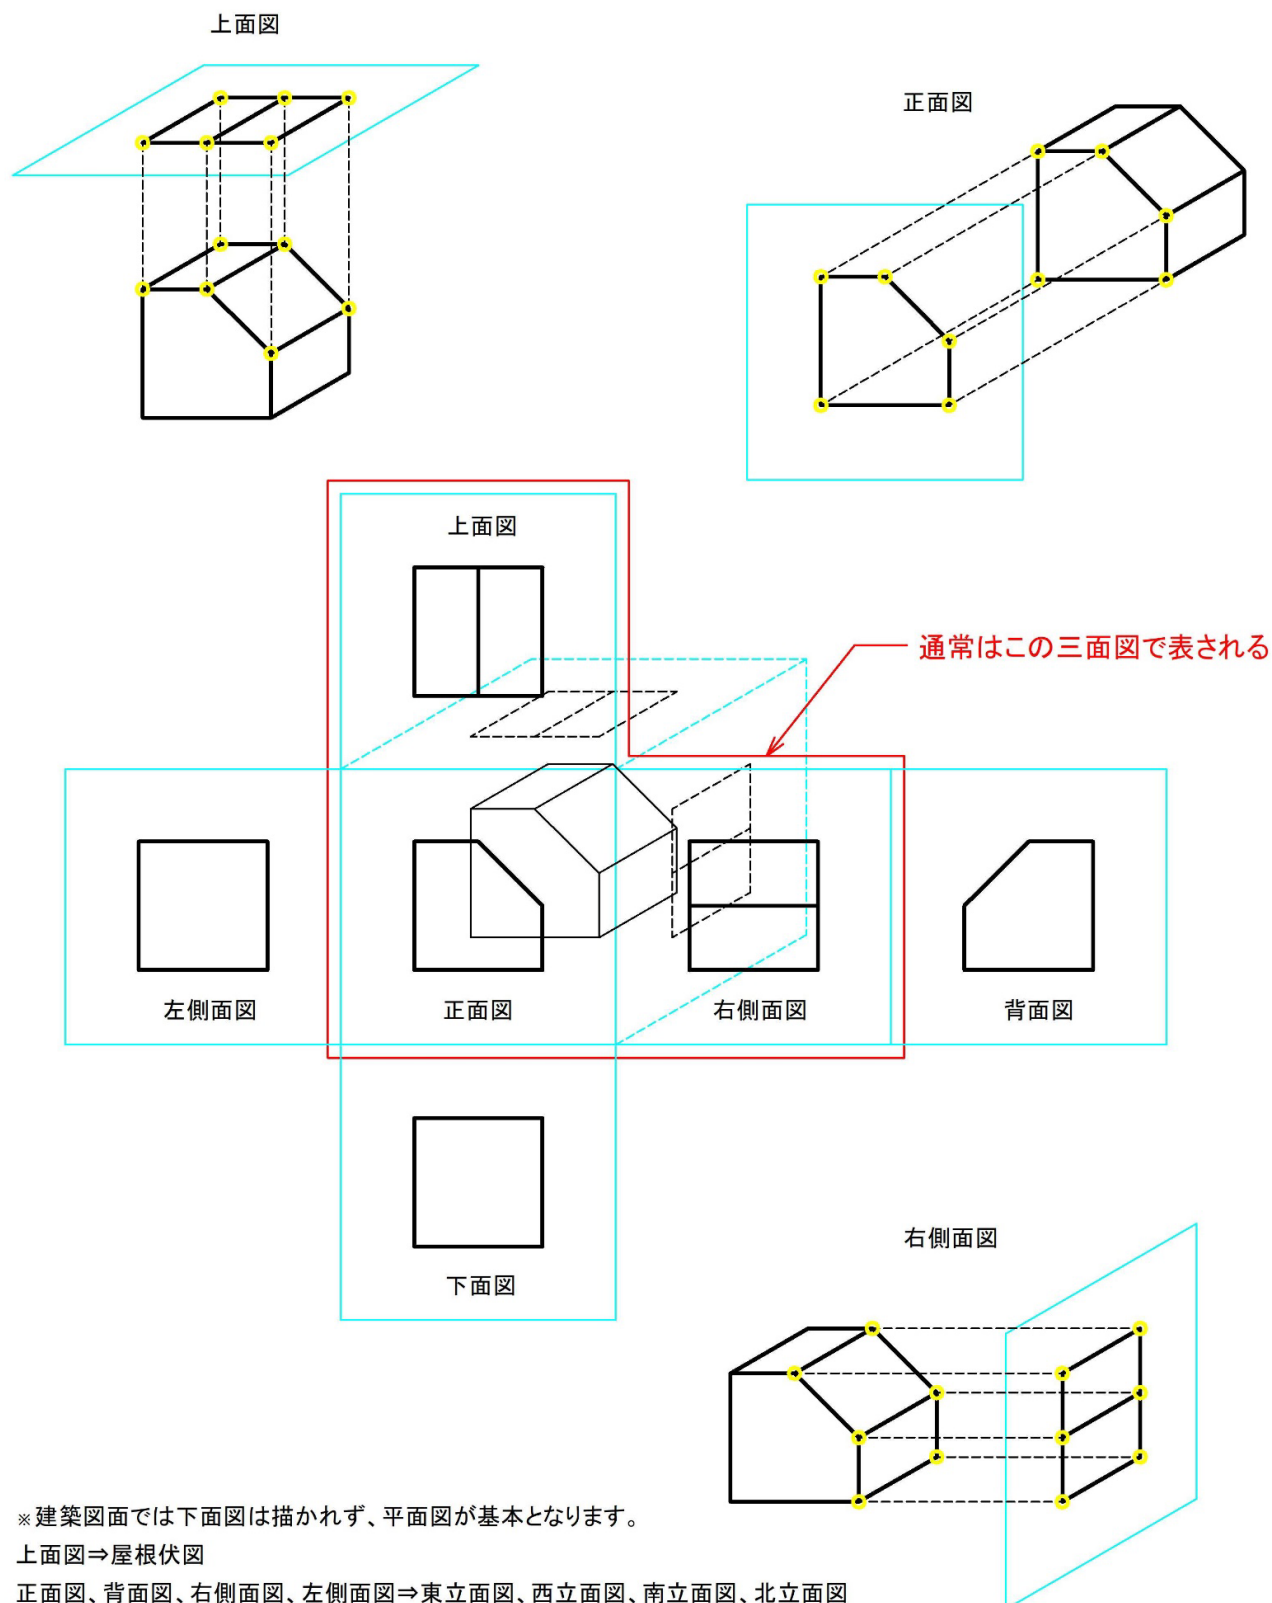 上面図
正面図
上面図
通常はこの三面図で表される
左側面図
正面図
右側面図
背面図
下面図
右側面図
※建築図面では下面図は描かれず、平面図が基本となります。
上面図⇒屋根伏図
正面図、背面図、右側面図、左側面図⇒東立面図、西立面図、南立面図、北立面図